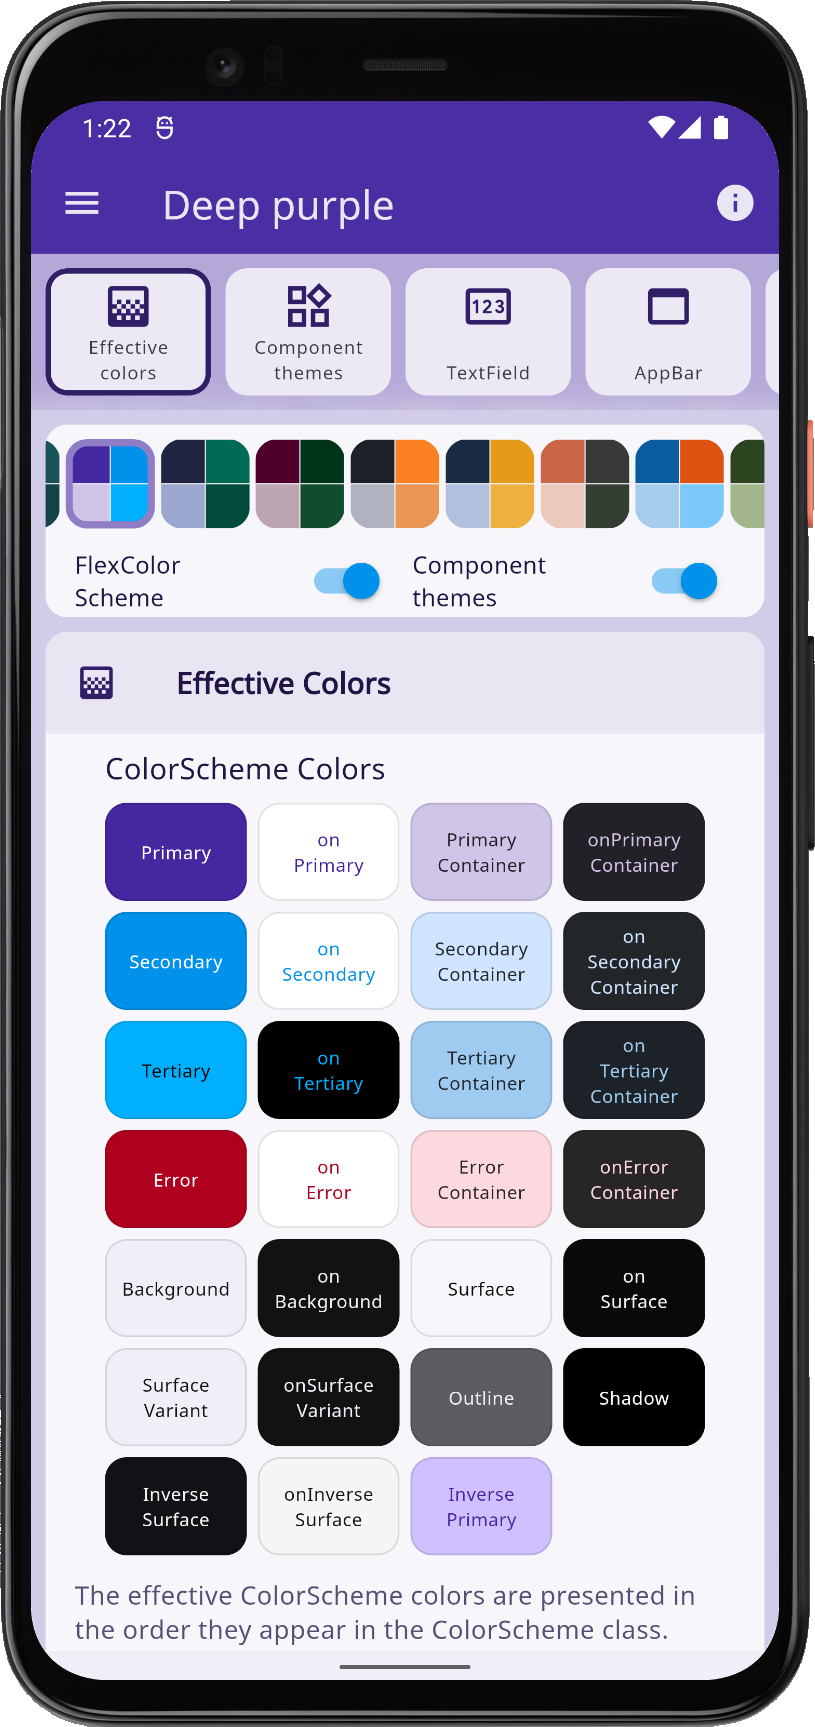 1:22
Deep purple
Effective
colors
Component
themes
123
TextField
AppBar
FlexColor
Scheme
Component
themes
Effective Colors
ColorScheme Colors
Primary
on
Primary
Primary
Container
onPrimary
Container
Secondary
on
Secondary
Secondary
Container
on
Secondary
Container
Tertiary
on
Tertiary
Tertiary
Container
on
Tertiary
Container
Error
on
Error
Error
Container
onError
Container
Background
on
Background
Surface
on
Surface
Surface
Variant
onSurface
Variant
Outline
Shadow
Inverse
Surface
onInverse
Surface
Inverse
Primary
The effective ColorScheme colors are presented in
the order they appear in the ColorScheme class.